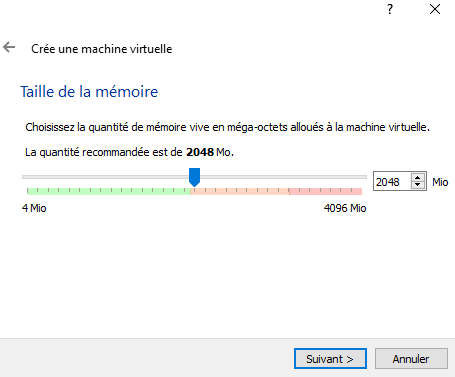 ?
Crée une machine virtuelle
Taille de la mémoire
Choisissez la quantité de mémoire vive en méga-octets alloués à la machine virtuelle.
La quantité recommandée est de 2048 Mo.
2048 Mio
4 Mio 4096 Mio
Suivant > Annuler